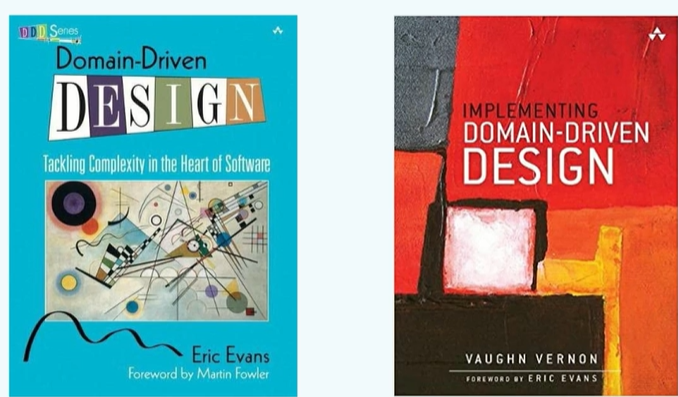 DDD Series
Domain-Driven
DESIGN
Tackling Complexity in the Heart of Software
Eric Evans
Foreword by Martin Fowler
IMPLEMENTING
DOMAIN-DRIVEN
DESIGN
VAUGHN VERNON
FOREWORD BY ERIC EVANS